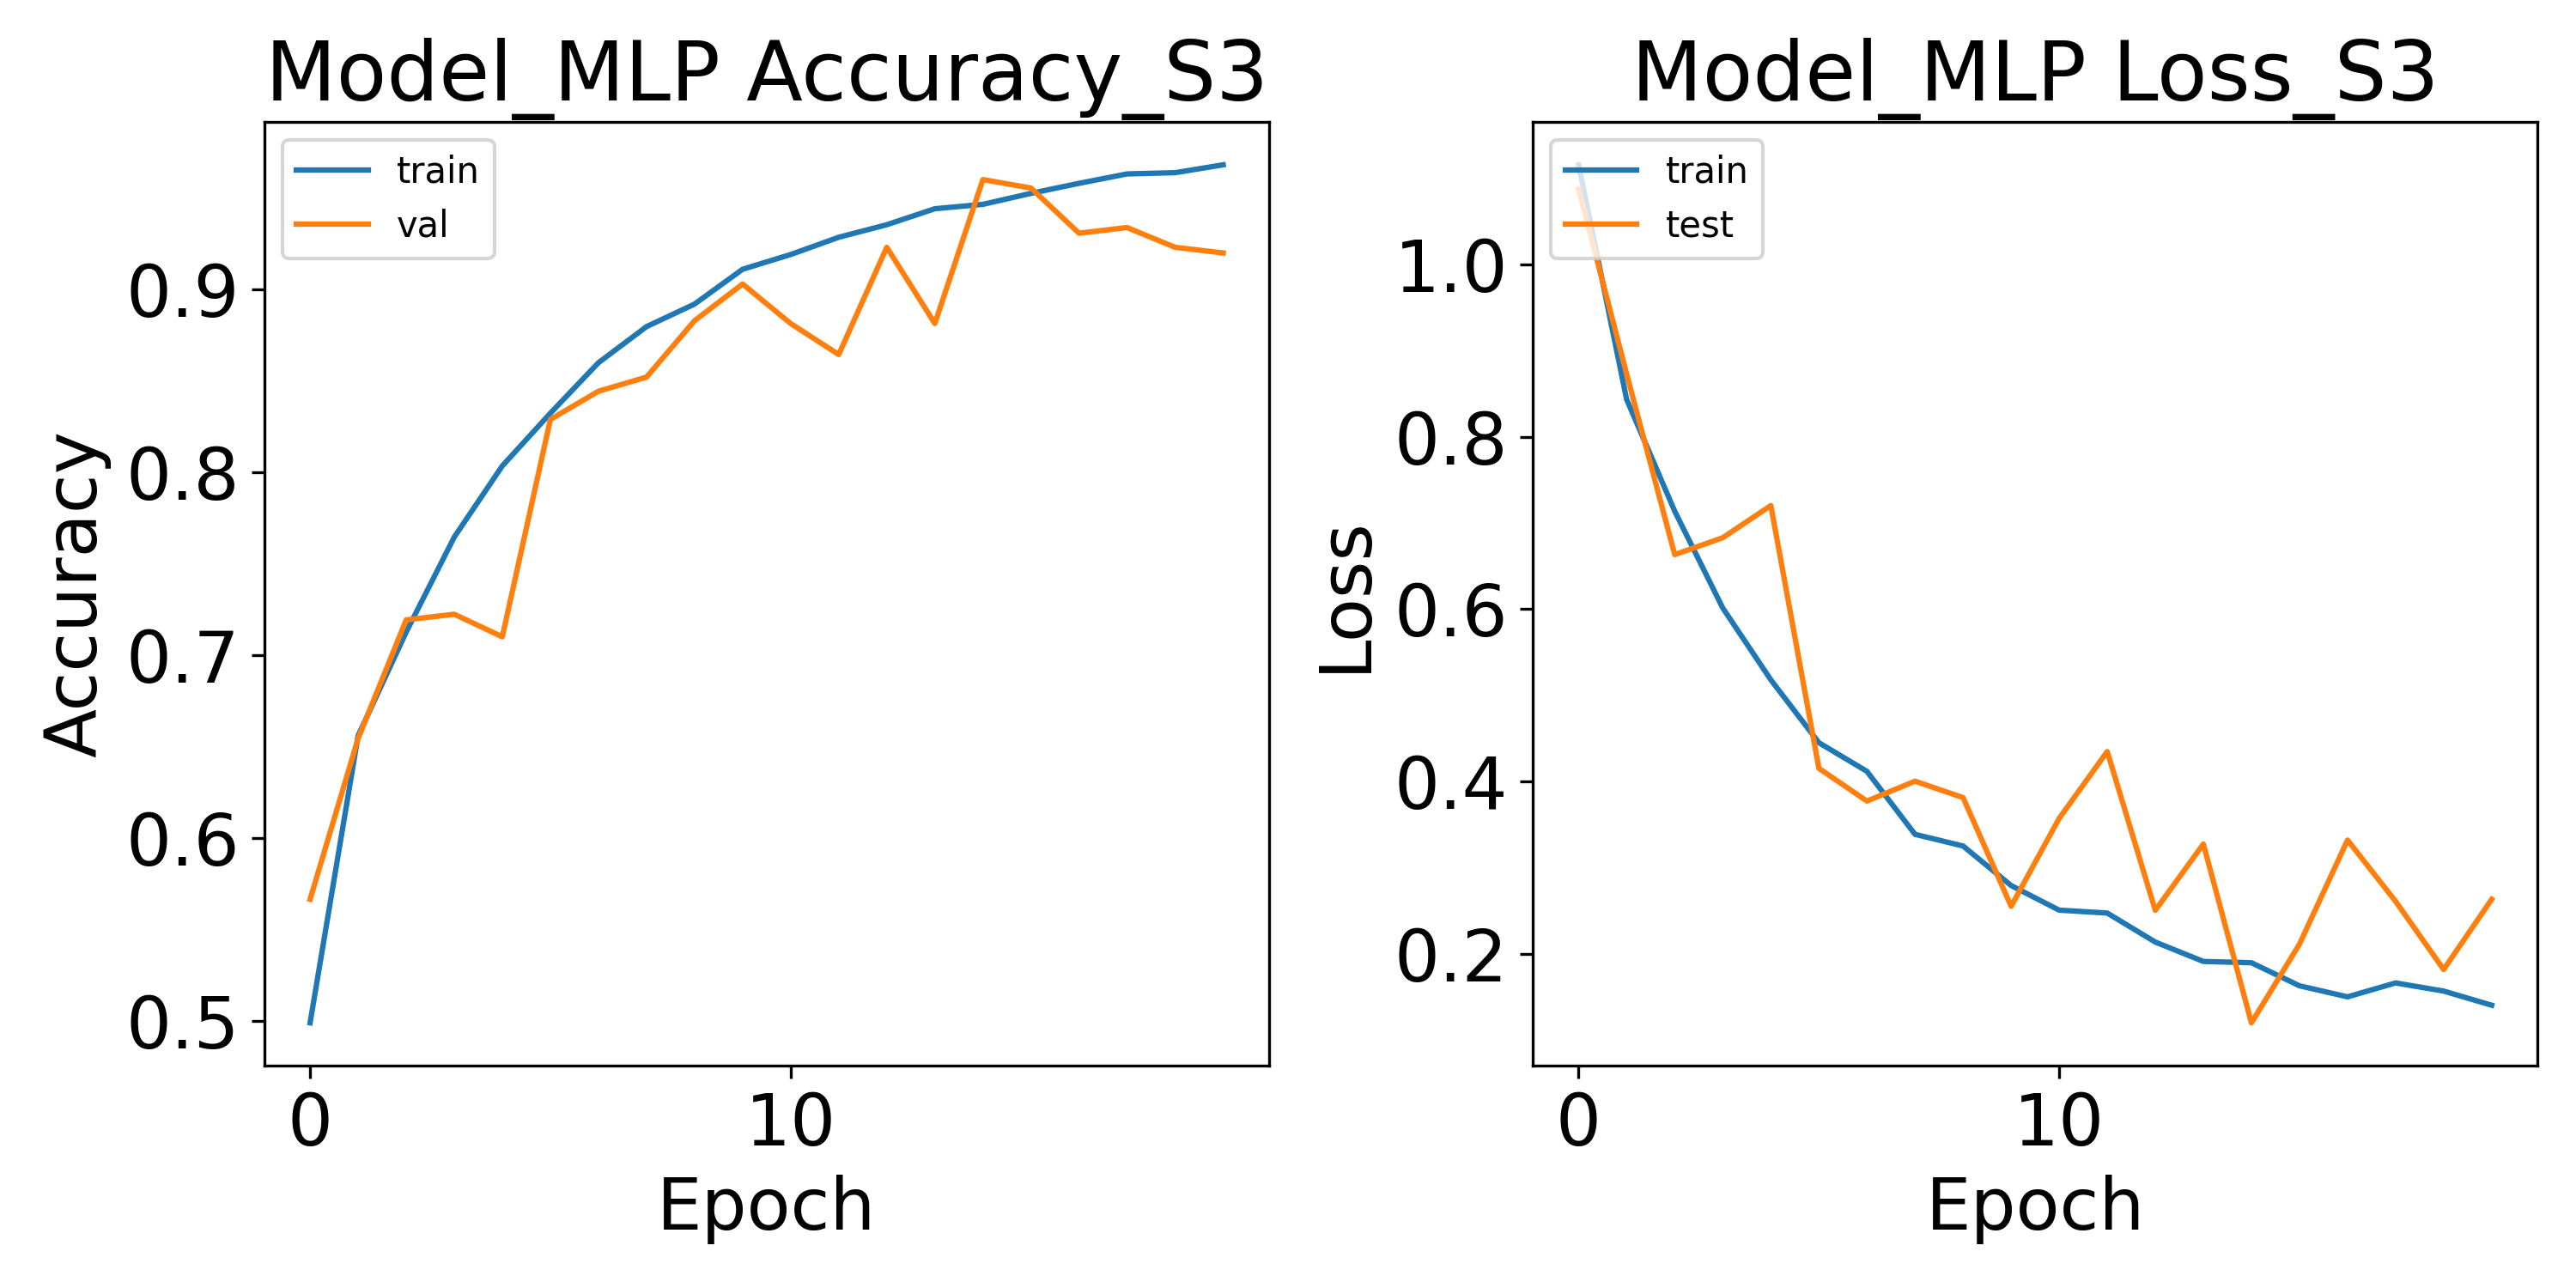 Model_MLP Accuracy_S3
train
val
0.9
0.8
0.7
0.6
0.5
Accuracy
0 10
Epoch
Model_MLP Loss_S3
train
test
1.0
0.8
0.6
0.4
0.2
Loss
0 10
Epoch